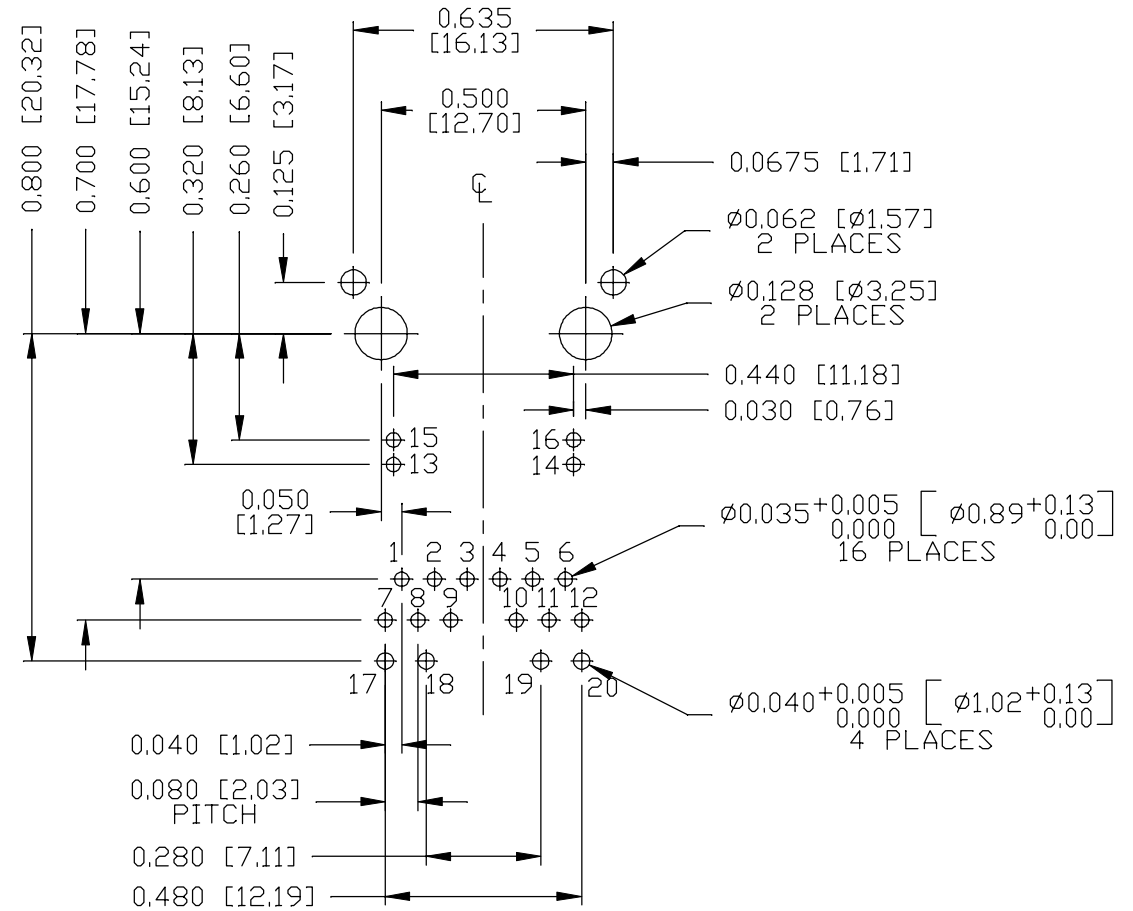 0.635
[16.13]
0.500
[12.70]
0.800 [20.32]
0.700 [17.78]
0.600 [15.24]
0.320 [8.13]
0.260 [6.60]
0.125 [3.17]
℄
0.0675 [1.71]
Ø0.062 [Ø1.57]
2 PLACES
Ø0.128 [Ø3.25]
2 PLACES
0.440 [11.18]
0.030 [0.76]
15
16
13
14
0.050
[1.27]
Ø0.035+0.005 [Ø0.89+0.13]
0.000 0.00
16 PLACES
1 2 3 4 5 6
7 8 9 10 11 12
17 18 19 20
Ø0.040+0.005 [Ø1.02+0.13]
0.000 0.00
4 PLACES
0.040 [1.02]
0.080 [2.03]
PITCH
0.280 [7.11]
0.480 [12.19]